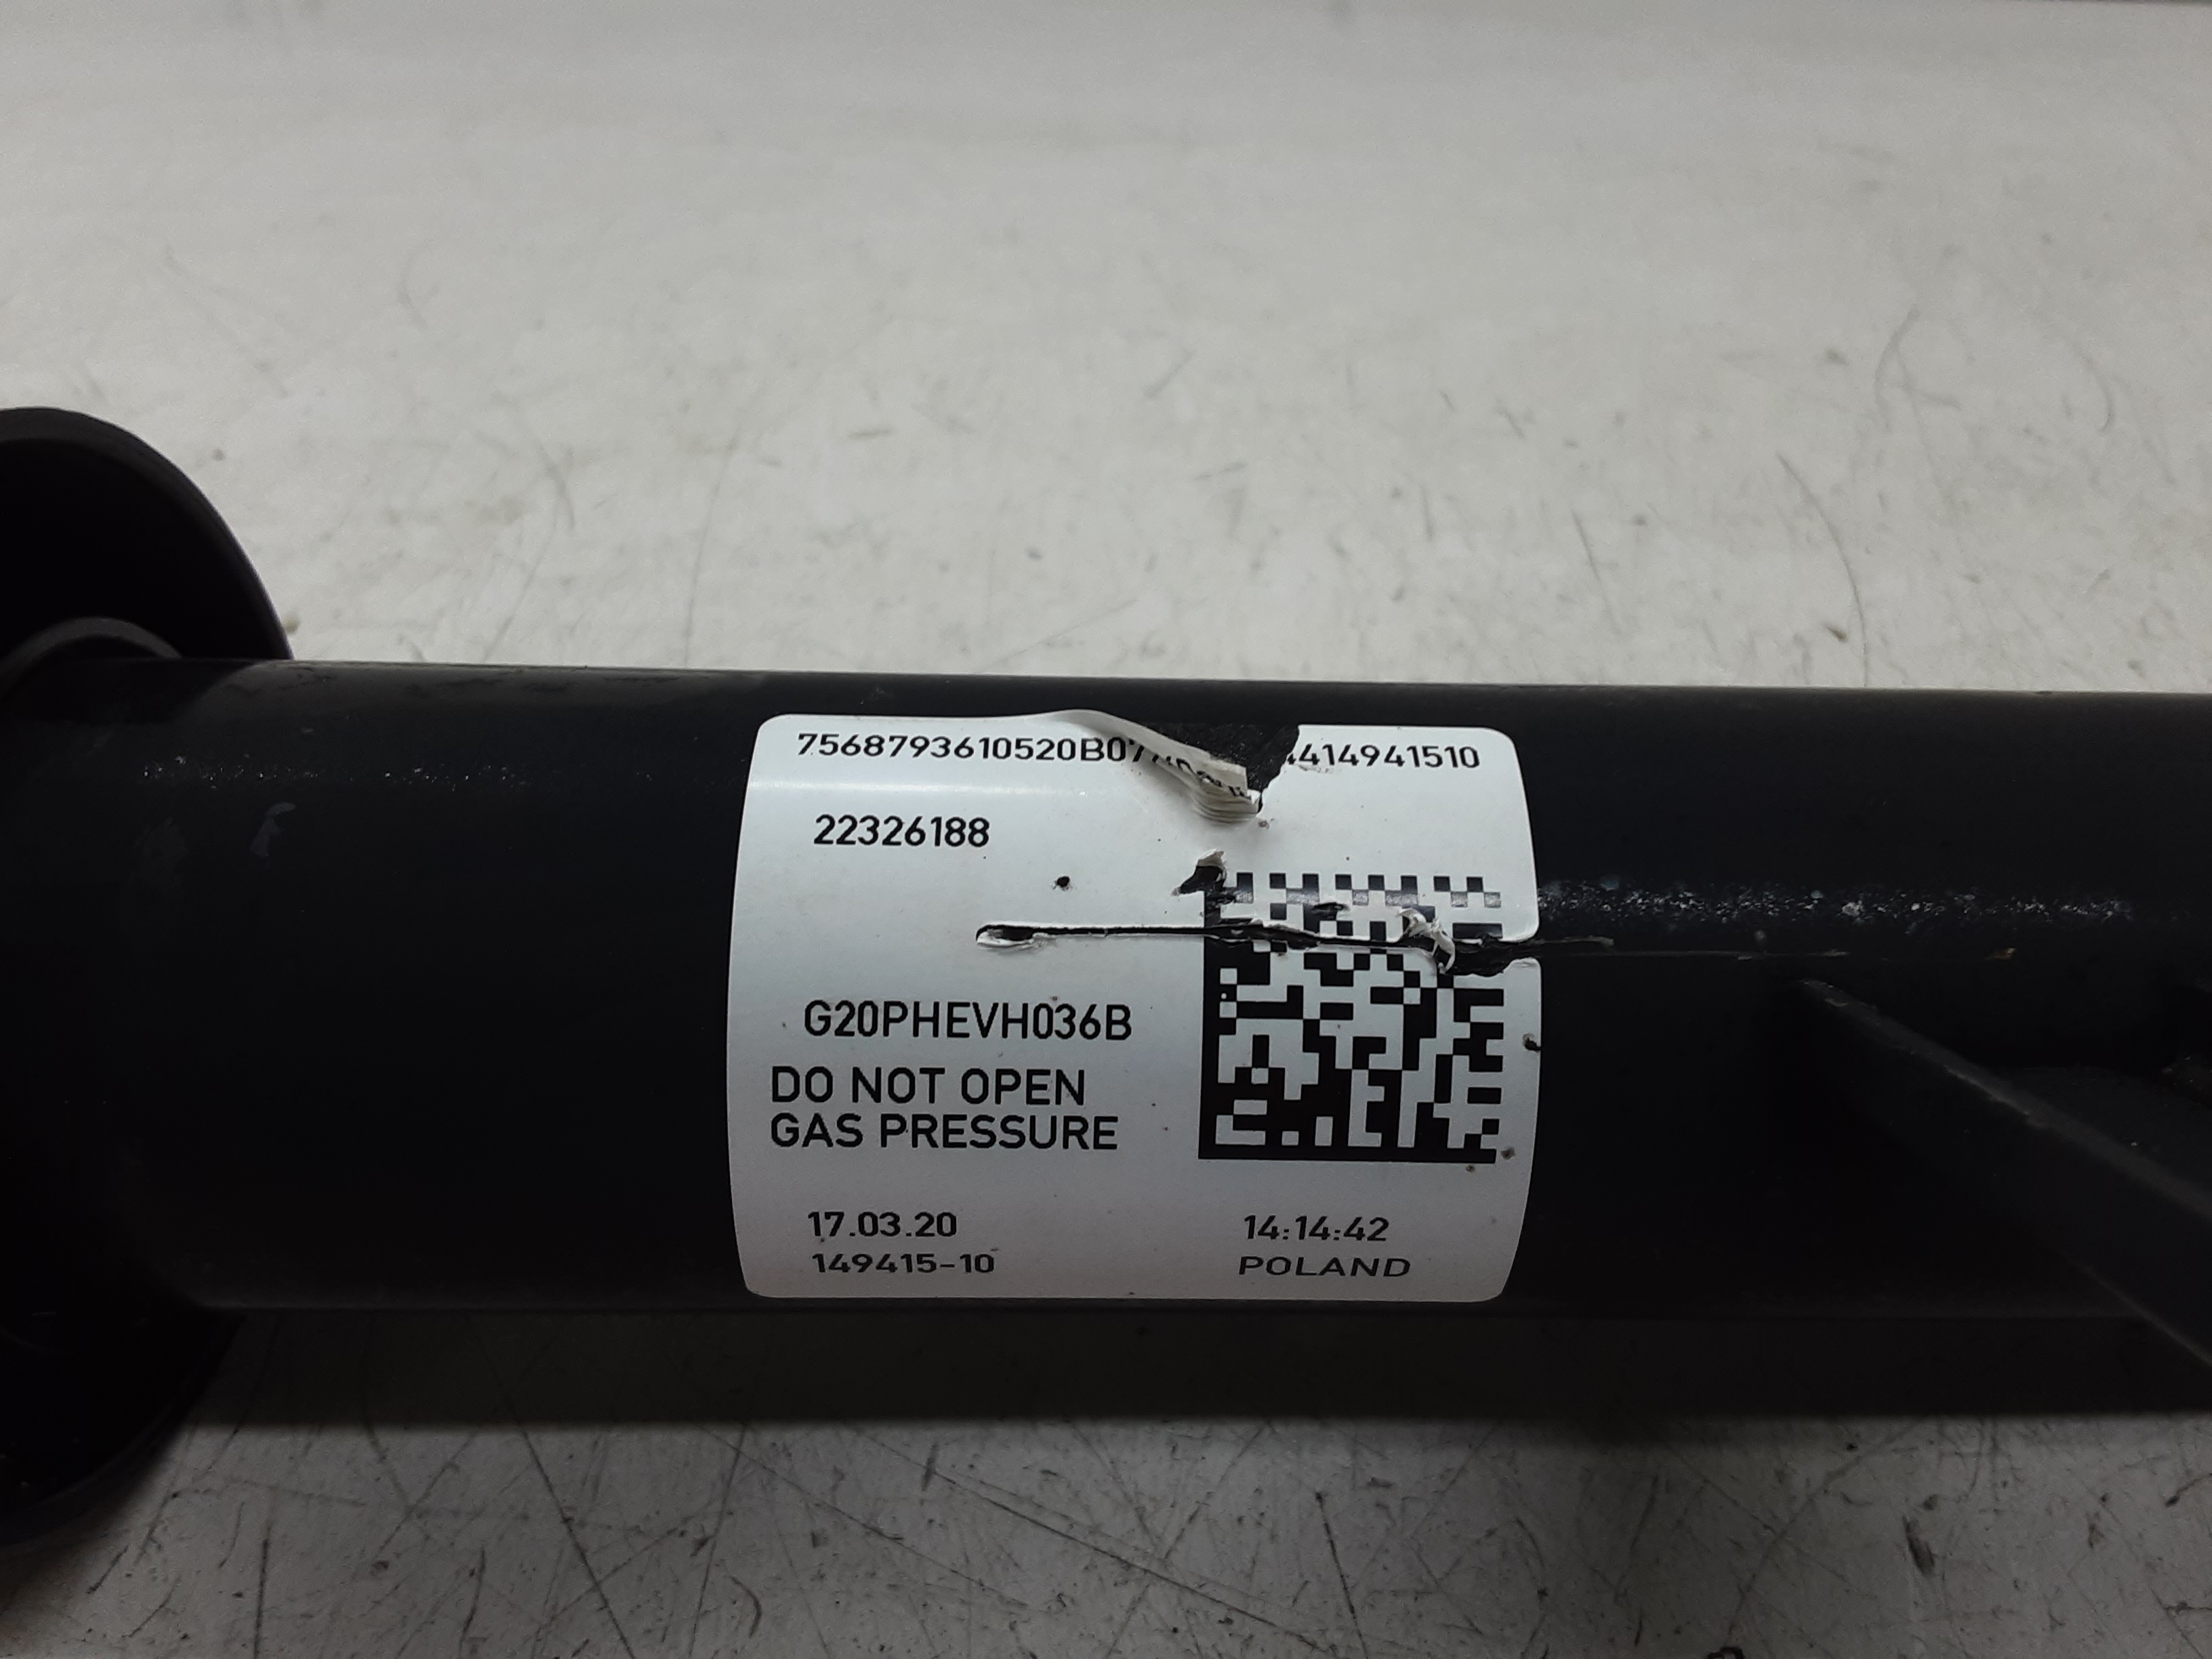 7568793610520B07 414941510
22326188
G20PHEVH036B
DO NOT OPEN
GAS PRESSURE
17.03.20 14:14:42
149415-10 POLAND